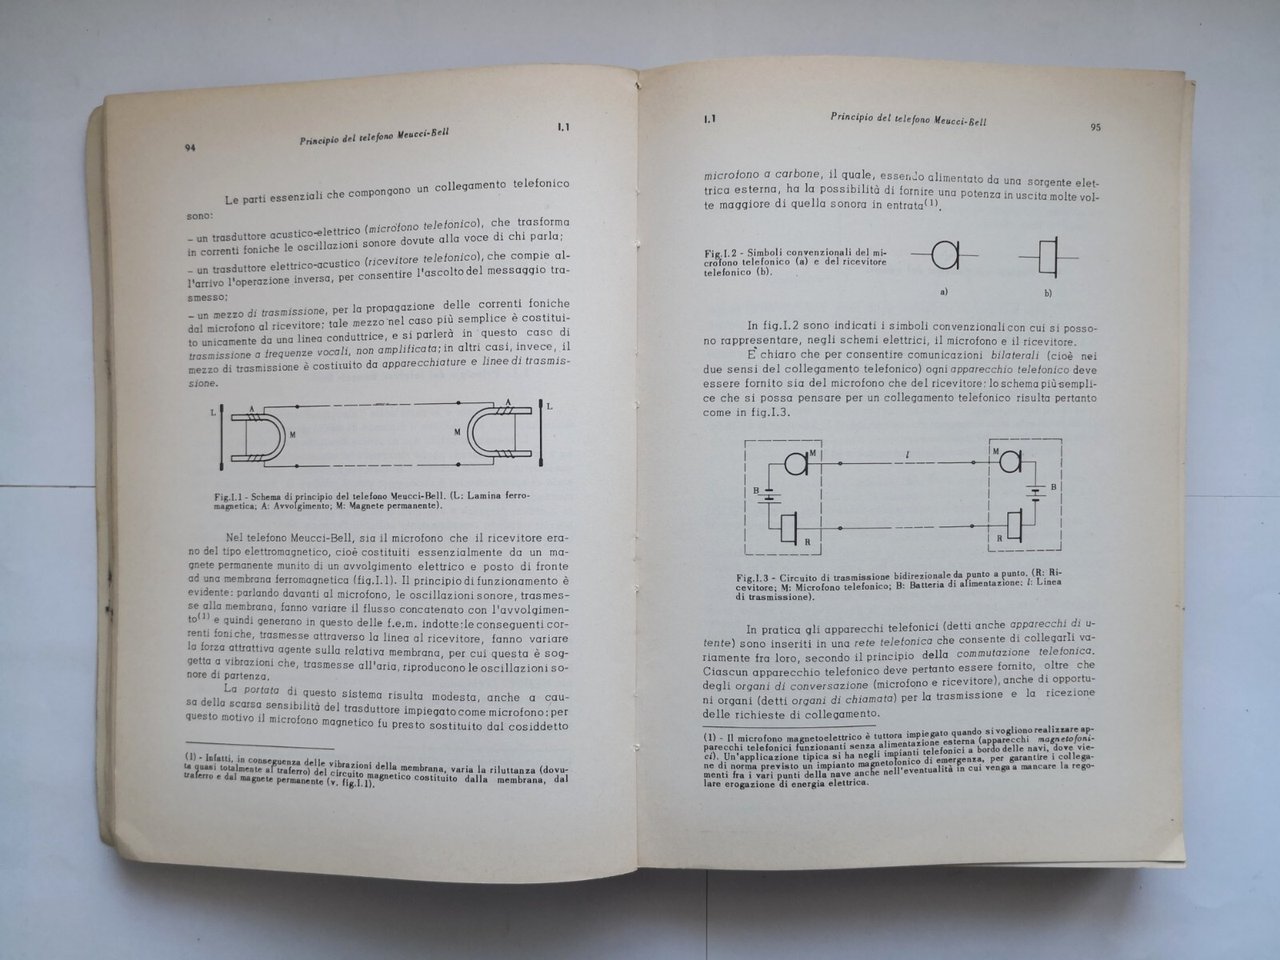 94
Principio del telefono Meucci-Bell
I.1
Le parti essenziali che compongono un collegamento telefonico
sono:
- un trasduttore acustico-elettrico (microfono telefonico), che trasforma
in correnti foniche le oscillazioni sonore dovute alla voce di chi parla;
- un trasduttore elettrico-acustico (ricevitore telefonico), che compie al-
l'arrivo l'operazione inversa, per consentire l'ascolto del messaggio tra-
smesso;
- un mezzo di trasmissione, per la propagazione delle correnti foniche
dal microfono al ricevitore; tale mezzo nel caso più semplice è costitui-
to unicamente da una linea conduttrice, e si parlerà in questo caso di
trasmissione a frequenze vocali, non amplificata; in altri casi, invece, il
mezzo di trasmissione è costituito da apparecchiature e linee di trasmis-
sione.
L
A
M
M
A
L
Fig.I.1 - Schema di principio del telefono Meucci-Bell. (L: Lamina ferro-
magnetica; A: Avvolgimento; M: Magnete permanente).
Nel telefono Meucci-Bell, sia il microfono che il ricevitore era-
no del tipo elettromagnetico, cioè costituiti essenzialmente da un ma-
gnete permanente munito di un avvolgimento elettrico e posto di fronte
ad una membrana ferromagnetica (fig.I.1). Il principio di funzionamento è
evidente: parlando davanti al microfono, le oscillazioni sonore, trasmes-
se alla membrana, fanno variare il flusso concatenato con l'avvolgimen-
to(1) e quindi generano in questo delle f.e.m. indotte: le conseguenti cor-
renti foniche, trasmesse attraverso la linea al ricevitore, fanno variare
la forza attrattiva agente sulla relativa membrana, per cui questa è sog-
getta a vibrazioni che, trasmesse all'aria, riproducono le oscillazioni so-
nore di partenza.
La portata di questo sistema risulta modesta, anche a cau-
sa della scarsa sensibilità del trasduttore impiegato come microfono: per
questo motivo il microfono magnetico fu presto sostituito dal cosiddetto
(1) - Infatti, in conseguenza delle vibrazioni della membrana, varia la riluttanza (dovu-
ta quasi totalmente al traferro) del circuito magnetico costituito dalla membrana, dal
traferro e dal magnete permanente (v. fig.I.1).
I.1
Principio del telefono Meucci-Bell
95
microfono a carbone, il quale, essendo alimentato da una sorgente elet-
trica esterna, ha la possibilità di fornire una potenza in uscita molte vol-
te maggiore di quella sonora in entrata(1).
Fig.I.2 - Simboli convenzionali del mi-
crofono telefonico (a) e del ricevitore
telefonico (b).
a)
b)
In fig.I.2 sono indicati i simboli convenzionali con cui si posso-
no rappresentare, negli schemi elettrici, il microfono e il ricevitore.
E' chiaro che per consentire comunicazioni bilaterali (cioè nei
due sensi del collegamento telefonico) ogni apparecchio telefonico deve
essere fornito sia del microfono che del ricevitore: lo schema più sempli-
ce che si possa pensare per un collegamento telefonico risulta pertanto
come in fig.I.3.
M
l
M
B
B
R
R
Fig.I.3 - Circuito di trasmissione bidirezionale da punto a punto. (R: Ri-
cevitore; M: Microfono telefonico; B: Batteria di alimentazione; l: Linea
di trasmissione).
In pratica gli apparecchi telefonici (detti anche apparecchi di u-
tente) sono inseriti in una rete telefonica che consente di collegarli va-
riamente fra loro, secondo il principio della commutazione telefonica.
Ciascun apparecchio telefonico deve pertanto essere fornito, oltre che
degli organi di conversazione (microfono e ricevitore), anche di opportu-
ni organi (detti organi di chiamata) per la trasmissione e la ricezione
delle richieste di collegamento.
(1) - Il microfono magnetoelettrico è tuttora impiegato quando si vogliono realizzare ap-
parecchi telefonici funzionanti senza alimentazione esterna (apparecchi magnetofoni-
ci). Un'applicazione tipica si ha negli impianti telefonici a bordo delle navi, dove vie-
ne di norma previsto un impianto magnetofonico di emergenza, per garantire i collega-
menti fra i vari punti della nave anche nell'eventualità in cui venga a mancare la rego-
lare erogazione di energia elettrica.